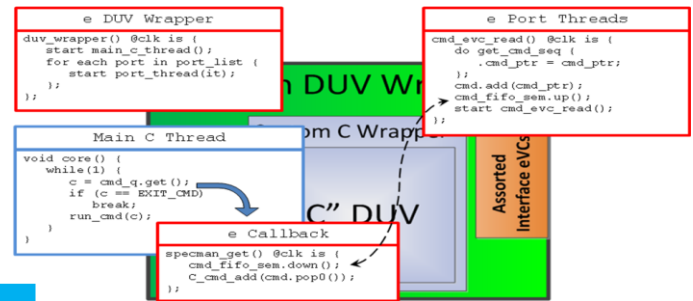 e DUV Wrapper
duv_wrapper() @clk is {
start main_c_thread();
for each port in port_list {
start port_thread(it);
};
};
e Port Threads
cmd_evc_read() @clk is {
do get_cmd_seq {
.cmd_ptr = cmd_ptr;
};
cmd.add(cmd_ptr);
cmd_fifo_sem.up();
start cmd_evc_read();
};
DUV
Main C Thread
void core() {
while(1) {
c = cmd_q.get();
if (c == EXIT_CMD)
break;
run_cmd(c);
}
}
C Wrapper
C" DUV
Assorted
Interface eVCs
e Callback
specman_get() @clk is {
cmd_fifo_sem.down();
C_cmd_add(cmd.pop0());
};